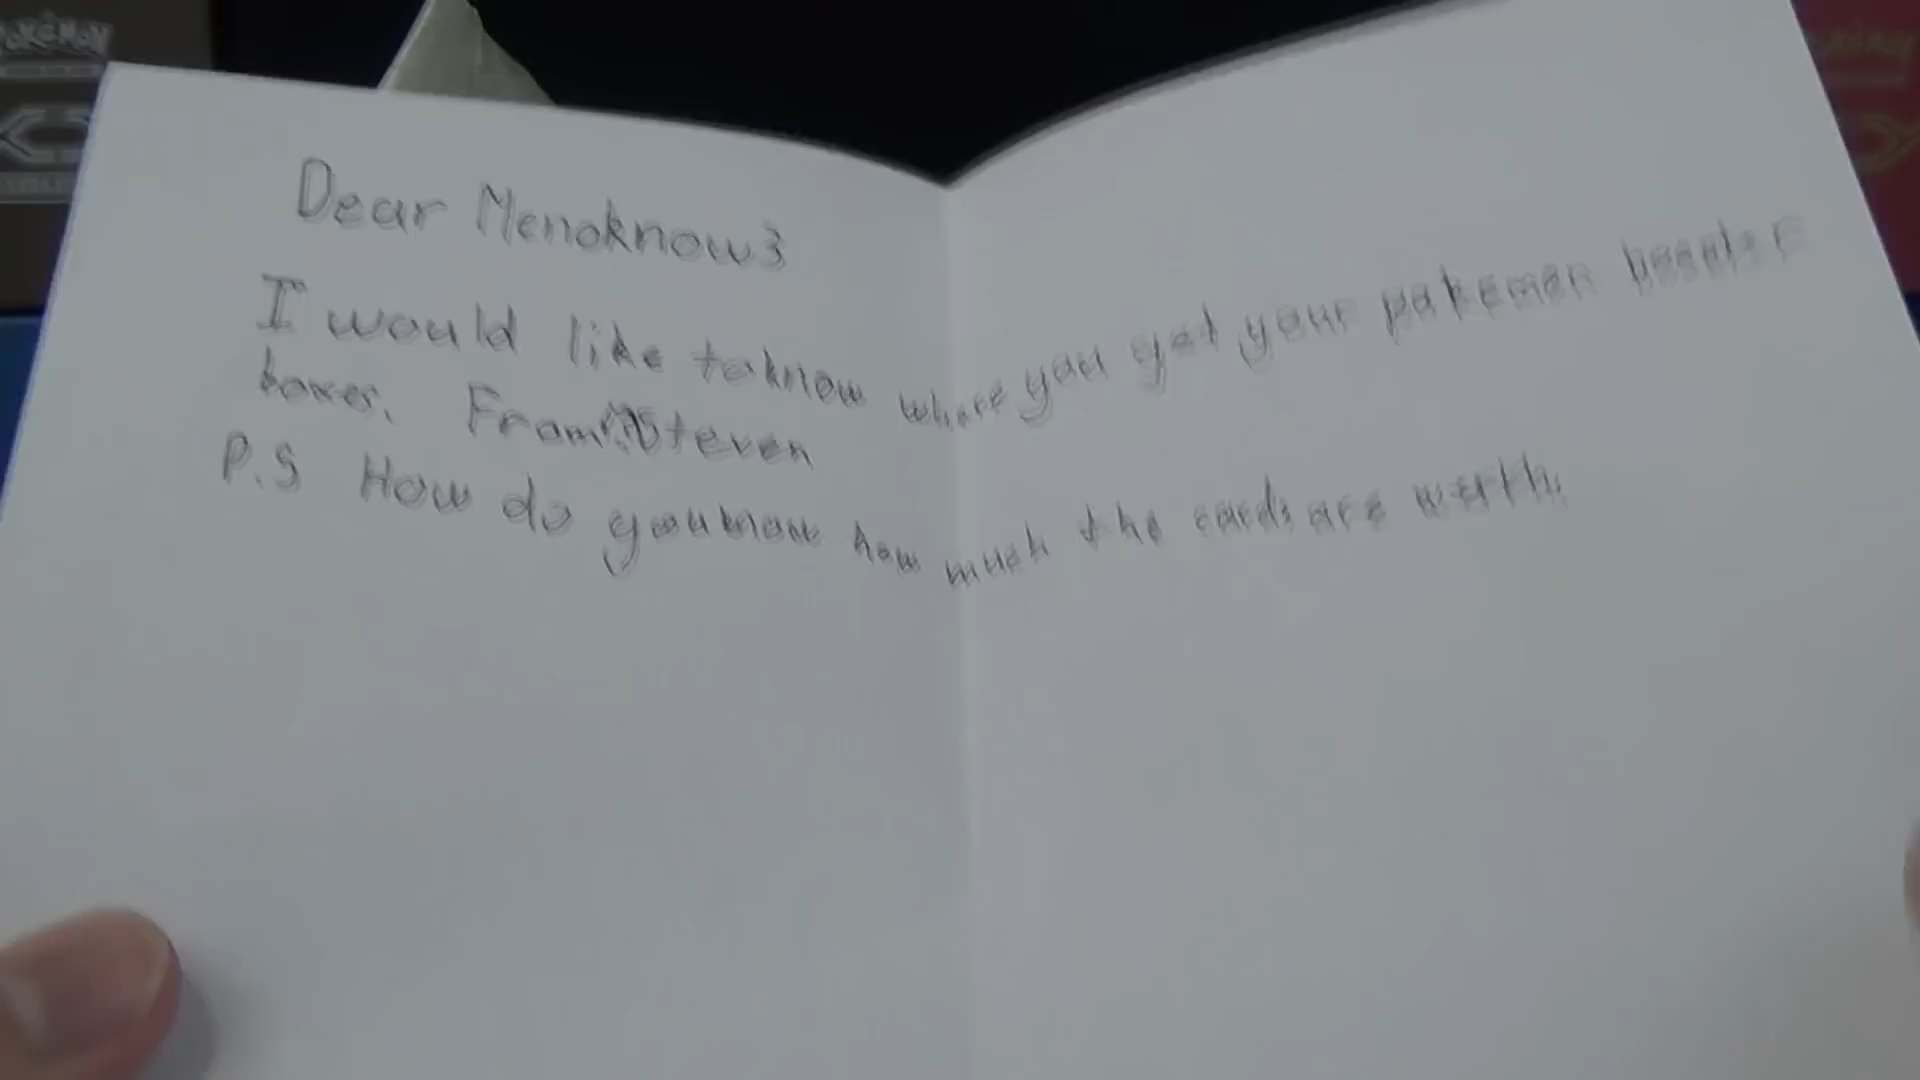 POKÉMON
Dear Menoknow3
I would like to know where you get your pokemon booster
boxes. From Steven
P.S How do you know how much the cards are worth.